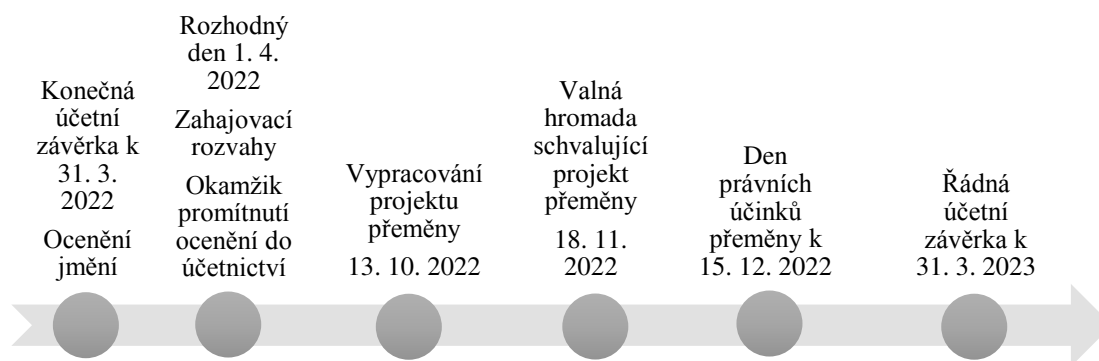 Konečná
účetní
závěrka k
31. 3.
2022
Ocenění
jmění
Rozhodný
den 1. 4.
2022
Zahajovací
rozvahy
Okamžik
promítnutí
ocenění do
účetnictví
Vypracování
projektu
přeměny
13. 10. 2022
Valná
hromada
schvalující
projekt
přeměny
18. 11.
2022
Den
právních
účinků
přeměny k
15. 12. 2022
Řádná
účetní
závěrka k
31. 3. 2023